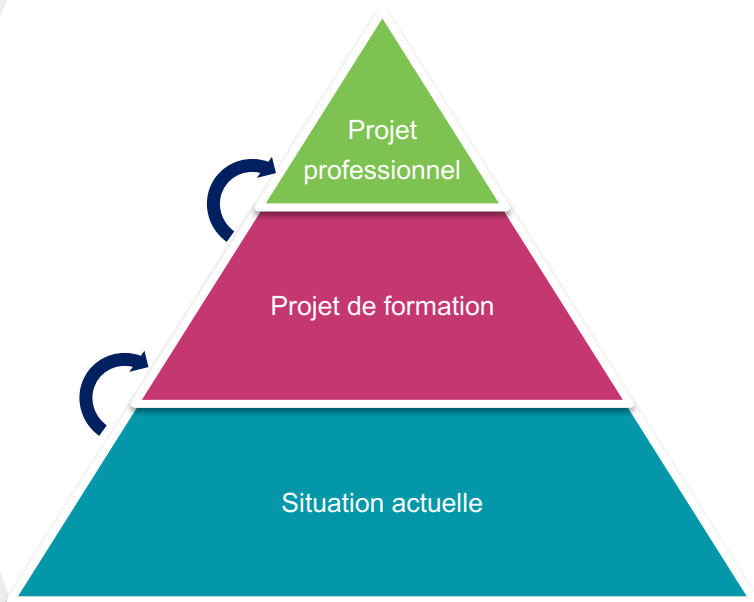 Projet
professionnel
Projet de formation
Situation actuelle